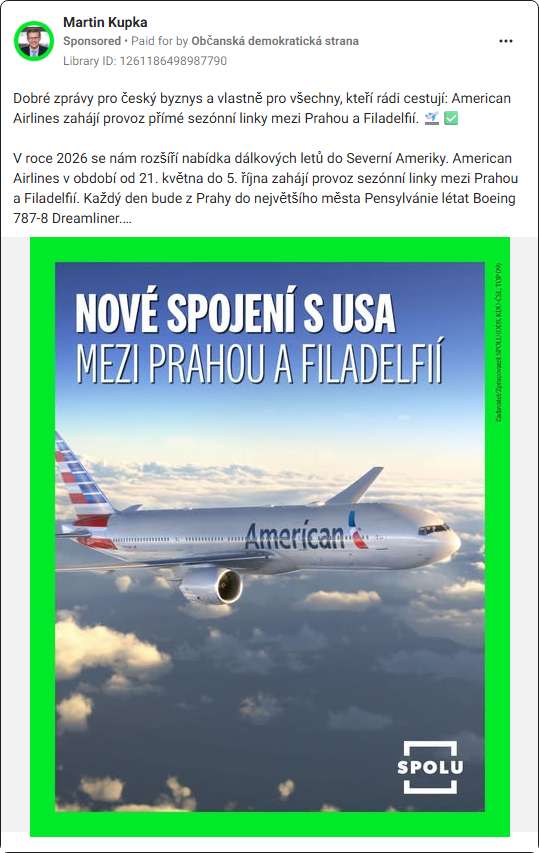 Martin Kupka
Sponsored • Paid for by Občanská demokratická strana
Library ID: 1261186498987790
Dobré zprávy pro český byznys a vlastně pro všechny, kteří rádi cestují: American
Airlines zahájí provoz přímé sezónní linky mezi Prahou a Filadelfií. 🛫 ✅
V roce 2026 se nám rozšíří nabídka dálkových letů do Severní Ameriky. American
Airlines v období od 21. května do 5. října zahájí provoz sezónní linky mezi Prahou
a Filadelfií. Každý den bude z Prahy do největšího města Pensylvánie létat Boeing
787-8 Dreamliner....
NOVÉ SPOJENÍ S USA
MEZI PRAHOU A FILADELFIÍ
Zadavatel/Zpracovatel: SPOLU (ODS, KDU-ČSL, TOP 09)
American
SPOLU